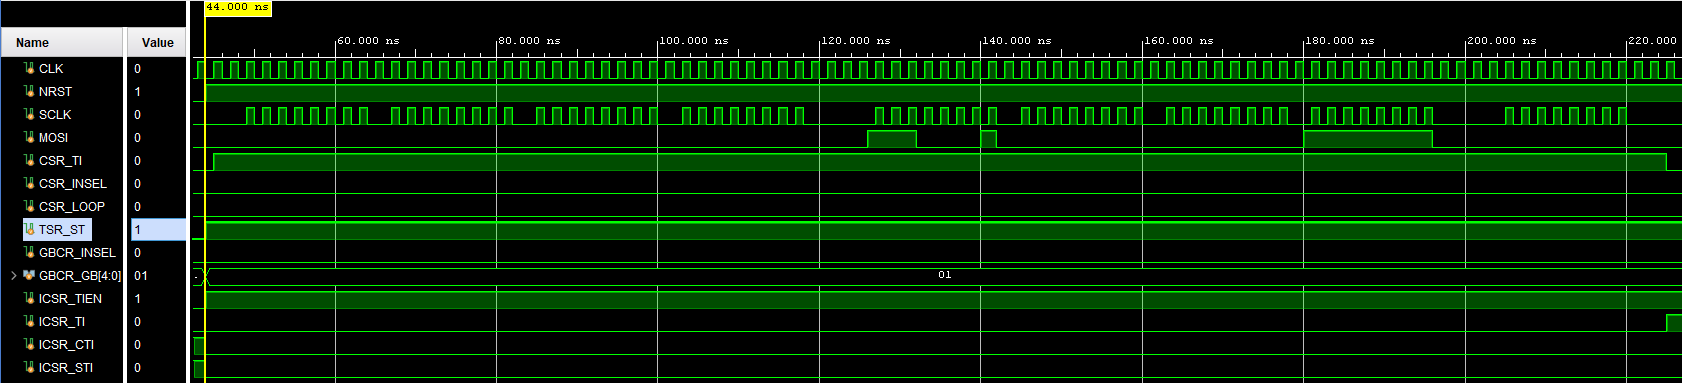 44.000 ns
Name Value 60.000 ns 80.000 ns 100.000 ns 120.000 ns 140.000 ns 160.000 ns 180.000 ns 200.000 ns 220.000
CLK 0
NRST 1
SCLK 0
MOSI 0
CSR_TI 0
CSR_INSEL 0
CSR_LOOP 0
TSR_ST 1
GBCR_INSEL 0
GBCR_GB[4:0] 01 01
ICSR_TIEN 1
ICSR_TI 0
ICSR_CTI 0
ICSR_STI 0